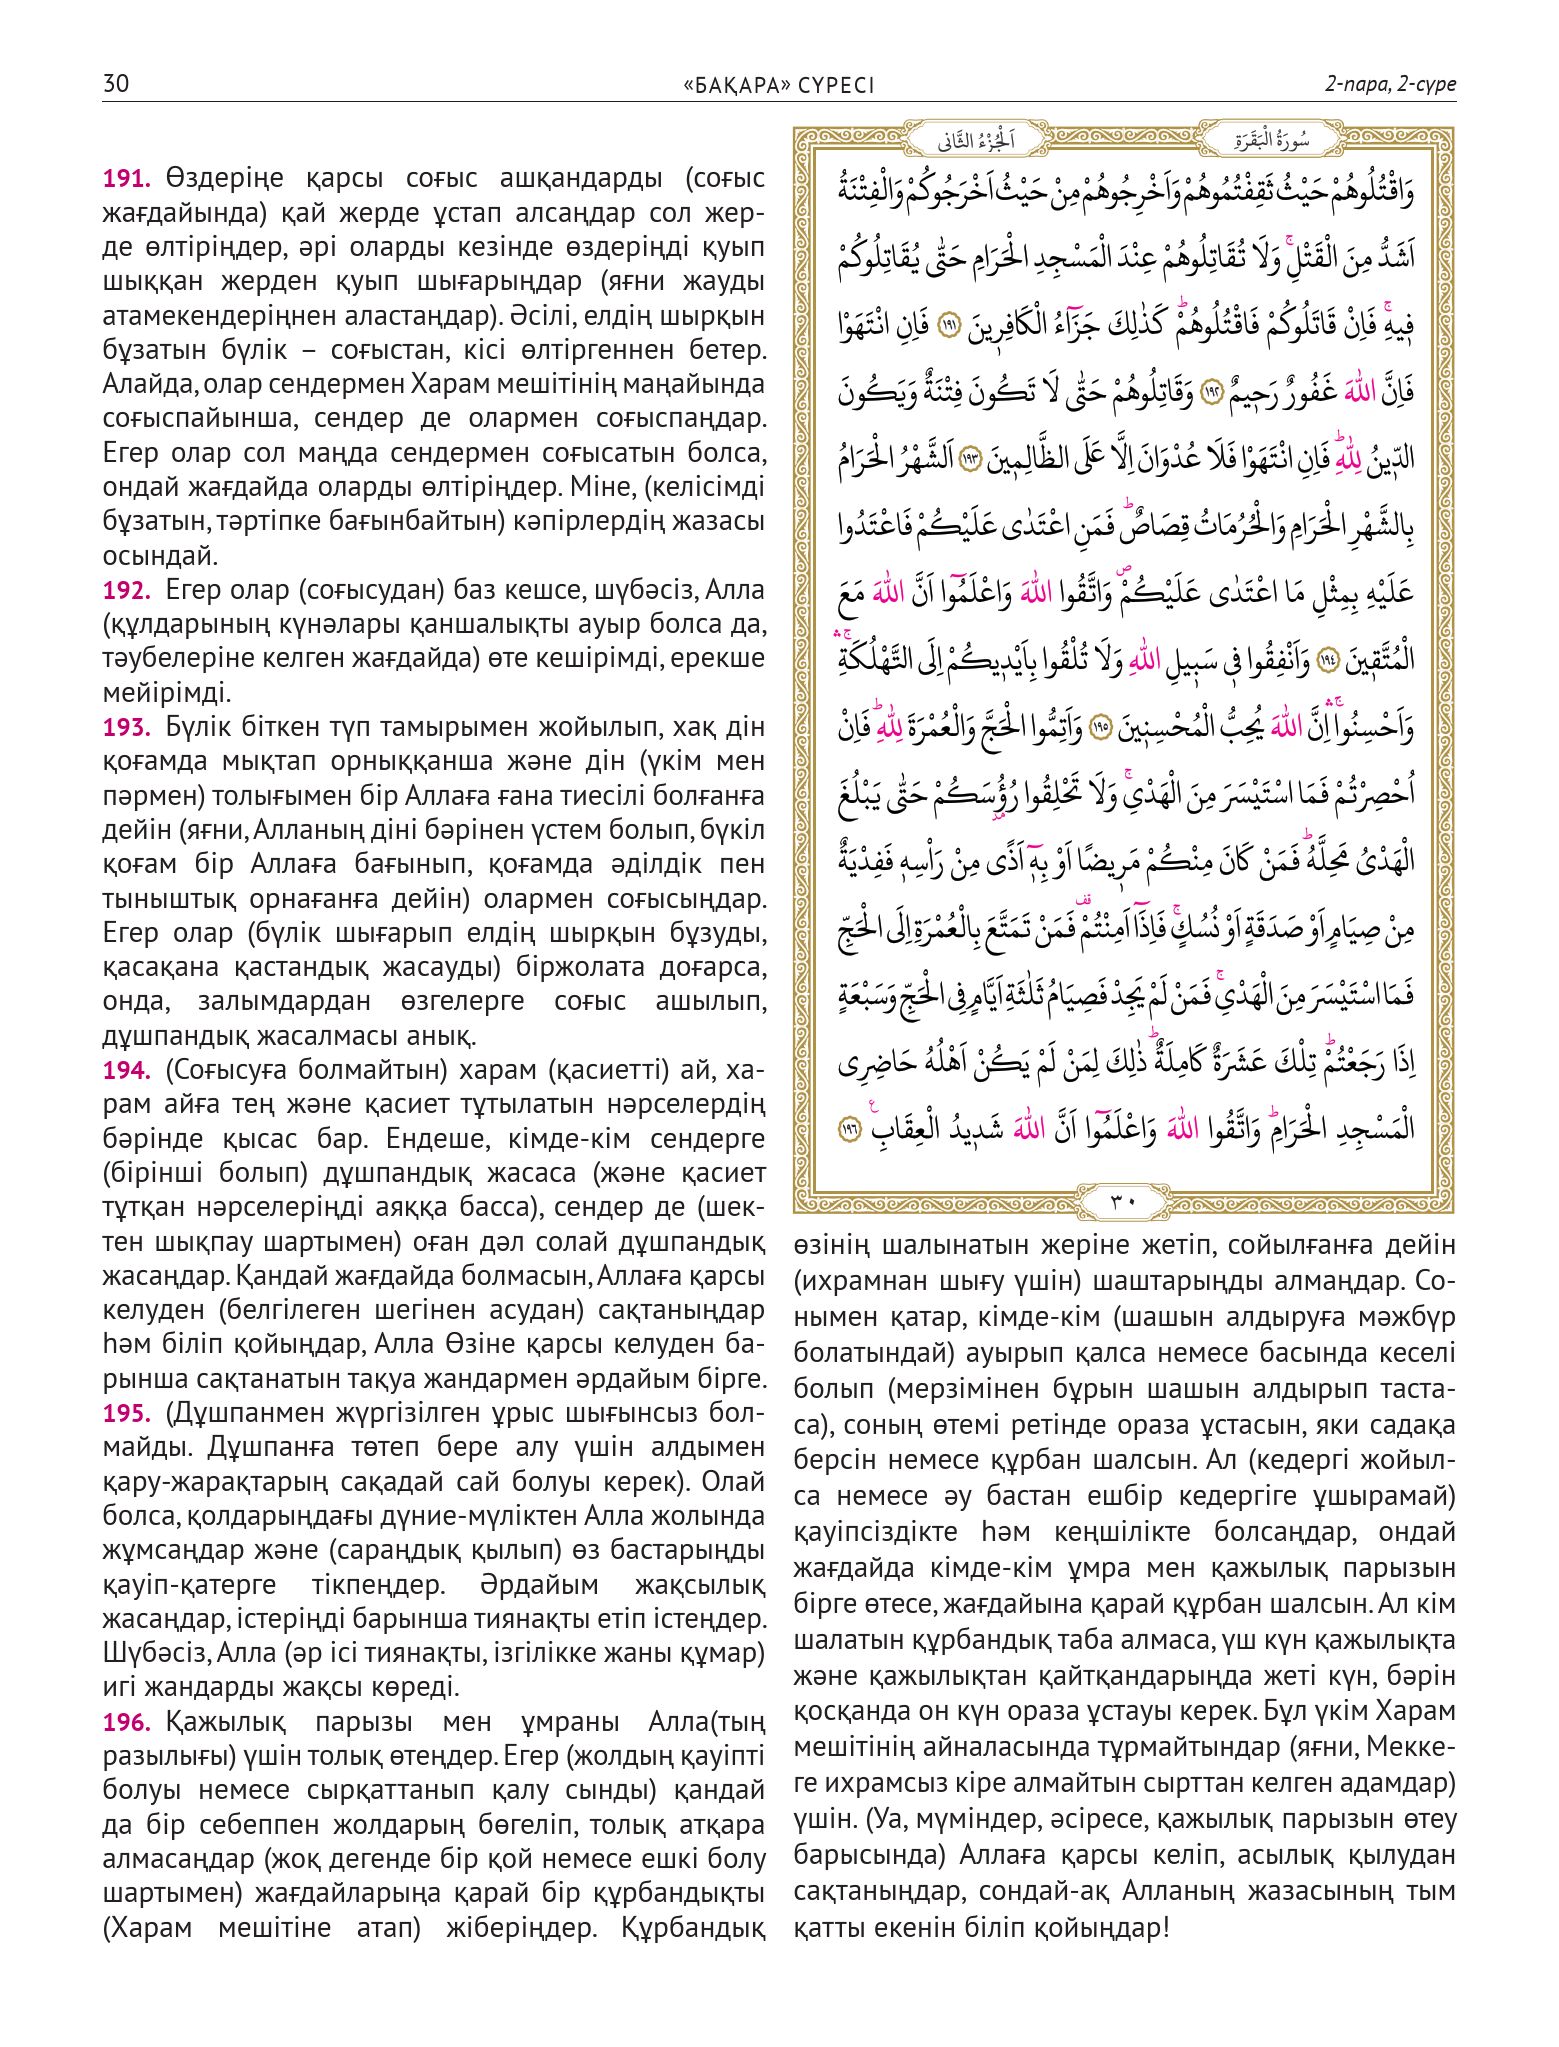 30
«БАҚАРА» СҮРЕСІ
2-пара, 2-сүре
191. Өздеріңе қарсы соғыс ашқандарды (соғыс
жағдайында) қай жерде ұстап алсаңдар сол жер-
де өлтіріңдер, әрі оларды кезінде өздеріңді қуып
шыққан жерден қуып шығарыңдар (яғни жауды
атамекендеріңнен аластаңдар). Әсілі, елдің шырқын
бұзатын бүлік – соғыстан, кісі өлтіргеннен бетер.
Алайда, олар сендермен Харам мешітінің маңайында
соғыспайынша, сендер де олармен соғыспаңдар.
Егер олар сол маңда сендермен соғысатын болса,
ондай жағдайда оларды өлтіріңдер. Міне, (келісімді
бұзатын, тәртіпке бағынбайтын) кәпірлердің жазасы
осындай.
192. Егер олар (соғысудан) баз кешсе, шүбәсіз, Алла
(құлдарының күнәлары қаншалықты ауыр болса да,
тәубелеріне келген жағдайда) өте кешірімді, ерекше
мейірімді.
193. Бүлік біткен түп тамырымен жойылып, хақ дін
қоғамда мықтап орныққанша және дін (үкім мен
пәрмен) толығымен бір Аллаға ғана тиесілі болғанға
дейін (яғни, Алланың діні бәрінен үстем болып, бүкіл
қоғам бір Аллаға бағынып, қоғамда әділдік пен
тыныштық орнағанға дейін) олармен соғысыңдар.
Егер олар (бүлік шығарып елдің шырқын бұзуды,
қасақана қастандық жасауды) біржолата доғарса,
онда, залымдардан өзгелерге соғыс ашылып,
дұшпандық жасалмасы анық.
194. (Соғысуға болмайтын) харам (қасиетті) ай, ха-
рам айға тең және қасиет тұтылатын нәрселердің
бәрінде қысас бар. Ендеше, кімде-кім сендерге
(бірінші болып) дұшпандық жасаса (және қасиет
тұтқан нәрселеріңді аяққа басса), сендер де (шек-
тен шықпау шартымен) оған дәл солай дұшпандық
жасаңдар. Қандай жағдайда болмасын, Аллаға қарсы
келуден (белгілеген шегінен асудан) сақтаныңдар
һәм біліп қойыңдар, Алла Өзіне қарсы келуден ба-
рынша сақтанатын тақуа жандармен әрдайым бірге.
195. (Дұшпанмен жүргізілген ұрыс шығынсыз бол-
майды. Дұшпанға төтеп бере алу үшін алдымен
қару-жарақтарың сақадай сай болуы керек). Олай
болса, қолдарыңдағы дүние-мүліктен Алла жолында
жұмсаңдар және (сараңдық қылып) өз бастарыңды
қауіп-қатерге тікпеңдер. Әрдайым жақсылық
жасаңдар, істеріңді барынша тиянақты етіп істеңдер.
Шүбәсіз, Алла (әр ісі тиянақты, ізгілікке жаны құмар)
игі жандарды жақсы көреді.
196. Қажылық парызы мен ұмраны Алла(тың
разылығы) үшін толық өтеңдер. Егер (жолдың қауіпті
болуы немесе сырқаттанып қалу сынды) қандай
да бір себеппен жолдарың бөгеліп, толық атқара
алмасаңдар (жоқ дегенде бір қой немесе ешкі болу
шартымен) жағдайларыңа қарай бір құрбандықты
(Харам мешітіне атап) жіберіңдер. Құрбандық
سُورَةُ الْبَقَرَةِ
اَلْجُزْءُ الثَّانٖى
وَاقْتُلُوهُمْ حَيْثُ ثَقِفْتُمُوهُمْ وَاَخْرِجُوهُمْ مِنْ حَيْثُ اَخْرَجُوكُمْ وَالْفِتْنَةُ
اَشَدُّ مِنَ الْقَتْلِۚ وَلَا تُقَاتِلُوهُمْ عِنْدَ الْمَسْجِدِ الْحَرَامِ حَتّٰى يُقَاتِلُوكُمْ
فٖيهِۚ فَاِنْ قَاتَلُوكُمْ فَاقْتُلُوهُمْؕ كَذٰلِكَ جَزَٓاءُ الْكَافِرٖينَ ﴿١٩١﴾ فَاِنِ انْتَهَوْا
فَاِنَّ اللّٰهَ غَفُورٌ رَحٖيمٌ ﴿١٩٢﴾ وَقَاتِلُوهُمْ حَتّٰى لَا تَكُونَ فِتْنَةٌ وَيَكُونَ
الدّٖينُ لِلّٰهِؕ فَاِنِ انْتَهَوْا فَلَا عُدْوَانَ اِلَّا عَلَى الظَّالِمٖينَ ﴿١٩٣﴾ اَلشَّهْرُ الْحَرَامُ
بِالشَّهْرِ الْحَرَامِ وَالْحُرُمَاتُ قِصَاصٌؕ فَمَنِ اعْتَدٰى عَلَيْكُمْ فَاعْتَدُوا
عَلَيْهِ بِمِثْلِ مَا اعْتَدٰى عَلَيْكُمْࣕ وَاتَّقُوا اللّٰهَ وَاعْلَمُٓوا اَنَّ اللّٰهَ مَعَ
الْمُتَّقٖينَ ﴿١٩٤﴾ وَاَنْفِقُوا فٖى سَبٖيلِ اللّٰهِ وَلَا تُلْقُوا بِاَيْدٖيكُمْ اِلَى التَّهْلُكَةِۚۛ
وَاَحْسِنُواۚۛ اِنَّ اللّٰهَ يُحِبُّ الْمُحْسِنٖينَ ﴿١٩٥﴾ وَاَتِمُّوا الْحَجَّ وَالْعُمْرَةَ لِلّٰهِؕ فَاِنْ
اُحْصِرْتُمْ فَمَا اسْتَيْسَرَ مِنَ الْهَدْيِۚ وَلَا تَحْلِقُوا رُؤُسَكُمْ حَتّٰى يَبْلُغَ
الْهَدْىُ مَحِلَّهُؕ فَمَنْ كَانَ مِنْكُمْ مَرٖيضًا اَوْ بِهٖٓ اَذًى مِنْ رَاْسِهٖ فَفِدْيَةٌ
مِنْ صِيَامٍ اَوْ صَدَقَةٍ اَوْ نُسُكٍۚ فَاِذَٓا اَمِنْتُمْ۠ فَمَنْ تَمَتَّعَ بِالْعُمْرَةِ اِلَى الْحَجِّ
فَمَا اسْتَيْسَرَ مِنَ الْهَدْيِۚ فَمَنْ لَمْ يَجِدْ فَصِيَامُ ثَلٰثَةِ اَيَّامٍ فِى الْحَجِّ وَسَبْعَةٍ
اِذَا رَجَعْتُمْؕ تِلْكَ عَشَرَةٌ كَامِلَةٌؕ ذٰلِكَ لِمَنْ لَمْ يَكُنْ اَهْلُهُ حَاضِرِى
الْمَسْجِدِ الْحَرَامِؕ وَاتَّقُوا اللّٰهَ وَاعْلَمُٓوا اَنَّ اللّٰهَ شَدٖيدُ الْعِقَابِ ﴿١٩٦﴾
٣٠
өзінің шалынатын жеріне жетіп, сойылғанға дейін
(ихрамнан шығу үшін) шаштарыңды алмаңдар. Со-
нымен қатар, кімде-кім (шашын алдыруға мәжбүр
болатындай) ауырып қалса немесе басында кеселі
болып (мерзімінен бұрын шашын алдырып таста-
са), соның өтемі ретінде ораза ұстасын, яки садақа
берсін немесе құрбан шалсын. Ал (кедергі жойыл-
са немесе әу бастан ешбір кедергіге ұшырамай)
қауіпсіздікте һәм кеңшілікте болсаңдар, ондай
жағдайда кімде-кім ұмра мен қажылық парызын
бірге өтесе, жағдайына қарай құрбан шалсын. Ал кім
шалатын құрбандық таба алмаса, үш күн қажылықта
және қажылықтан қайтқандарыңда жеті күн, бәрін
қосқанда он күн ораза ұстауы керек. Бұл үкім Харам
мешітінің айналасында тұрмайтындар (яғни, Мекке-
ге ихрамсыз кіре алмайтын сырттан келген адамдар)
үшін. (Уа, мүміндер, әсіресе, қажылық парызын өтеу
барысында) Аллаға қарсы келіп, асылық қылудан
сақтаныңдар, сондай-ақ Алланың жазасының тым
қатты екенін біліп қойыңдар!